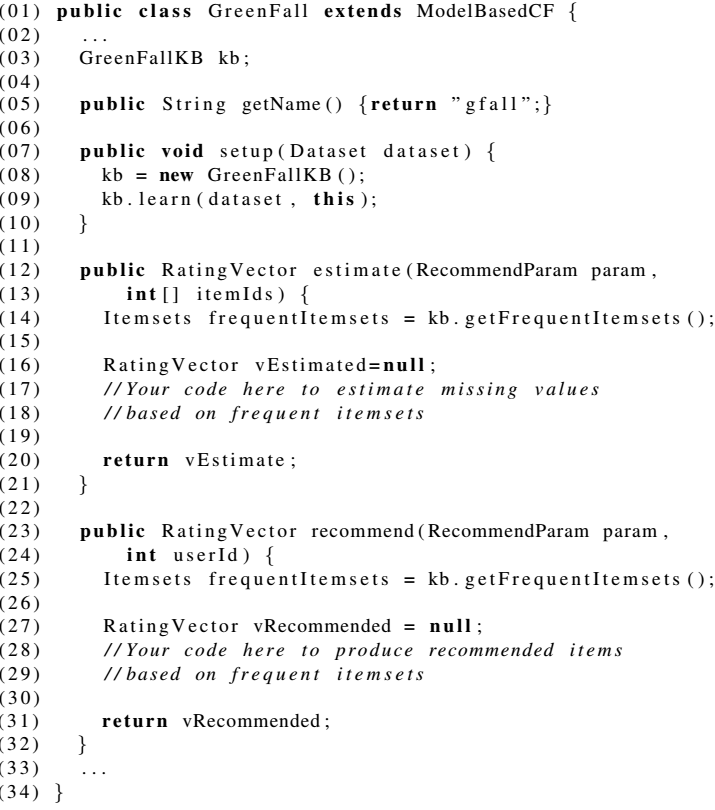 (01) public class GreenFall extends ModelBasedCF {
(02)   ...
(03)   GreenFallKB kb;
(04)
(05)   public String getName() {return "gfall";}
(06)
(07)   public void setup(Dataset dataset) {
(08)     kb = new GreenFallKB();
(09)     kb.learn(dataset, this);
(10)   }
(11)
(12)   public RatingVector estimate(RecommendParam param,
(13)       int[] itemIds) {
(14)     Itemsets frequentItemsets = kb.getFrequentItemsets();
(15)
(16)     RatingVector vEstimated=null;
(17)     //Your code here to estimate missing values
(18)     //based on frequent itemsets
(19)
(20)     return vEstimate;
(21)   }
(22)
(23)   public RatingVector recommend(RecommendParam param,
(24)       int userId) {
(25)     Itemsets frequentItemsets = kb.getFrequentItemsets();
(26)
(27)     RatingVector vRecommended = null;
(28)     //Your code here to produce recommended items
(29)     //based on frequent itemsets
(30)
(31)     return vRecommended;
(32)   }
(33)   ...
(34) }